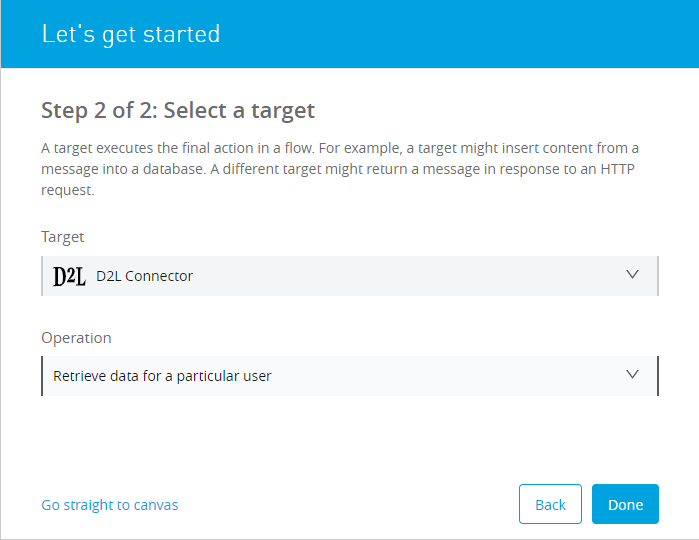 Let's get started
Step 2 of 2: Select a target
A target executes the final action in a flow. For example, a target might insert content from a
message into a database. A different target might return a message in response to an HTTP
request.
Target
D2L D2L Connector
Operation
Retrieve data for a particular user
Go straight to canvas
Back
Done